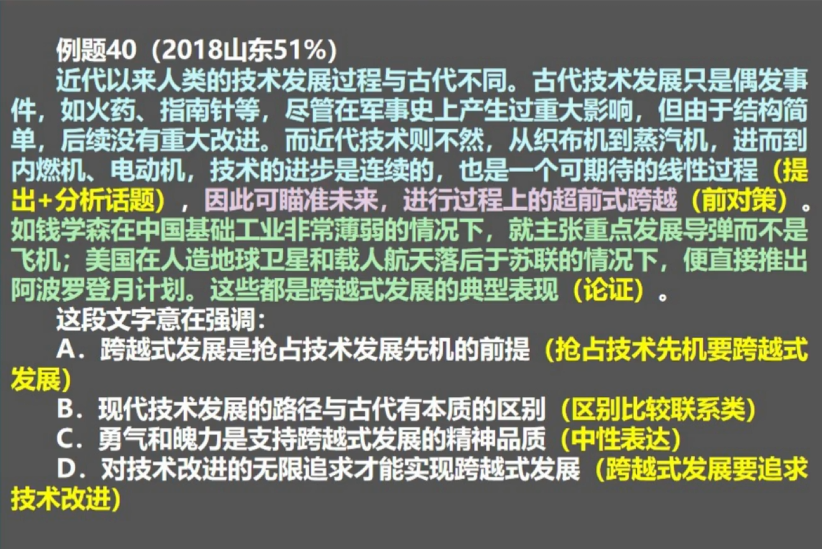 例题40（2018山东51%）
近代以来人类的技术发展过程与古代不同。古代技术发展只是偶发事
件，如火药、指南针等，尽管在军事史上产生过重大影响，但由于结构简
单，后续没有重大改进。而近代技术则不然，从织布机到蒸汽机，进而到
内燃机、电动机，技术的进步是连续的，也是一个可期待的线性过程（提
出+分析话题），因此可瞄准未来，进行过程上的超前式跨越（前对策）。
如钱学森在中国基础工业非常薄弱的情况下，就主张重点发展导弹而不是
飞机；美国在人造地球卫星和载人航天落后于苏联的情况下，便直接推出
阿波罗登月计划。这些都是跨越式发展的典型表现（论证）。
这段文字意在强调：
A．跨越式发展是抢占技术发展先机的前提（抢占技术先机要跨越式
发展）
B．现代技术发展的路径与古代有本质的区别（区别比较联系类）
C．勇气和魄力是支持跨越式发展的精神品质（中性表达）
D．对技术改进的无限追求才能实现跨越式发展（跨越式发展要追求
技术改进）